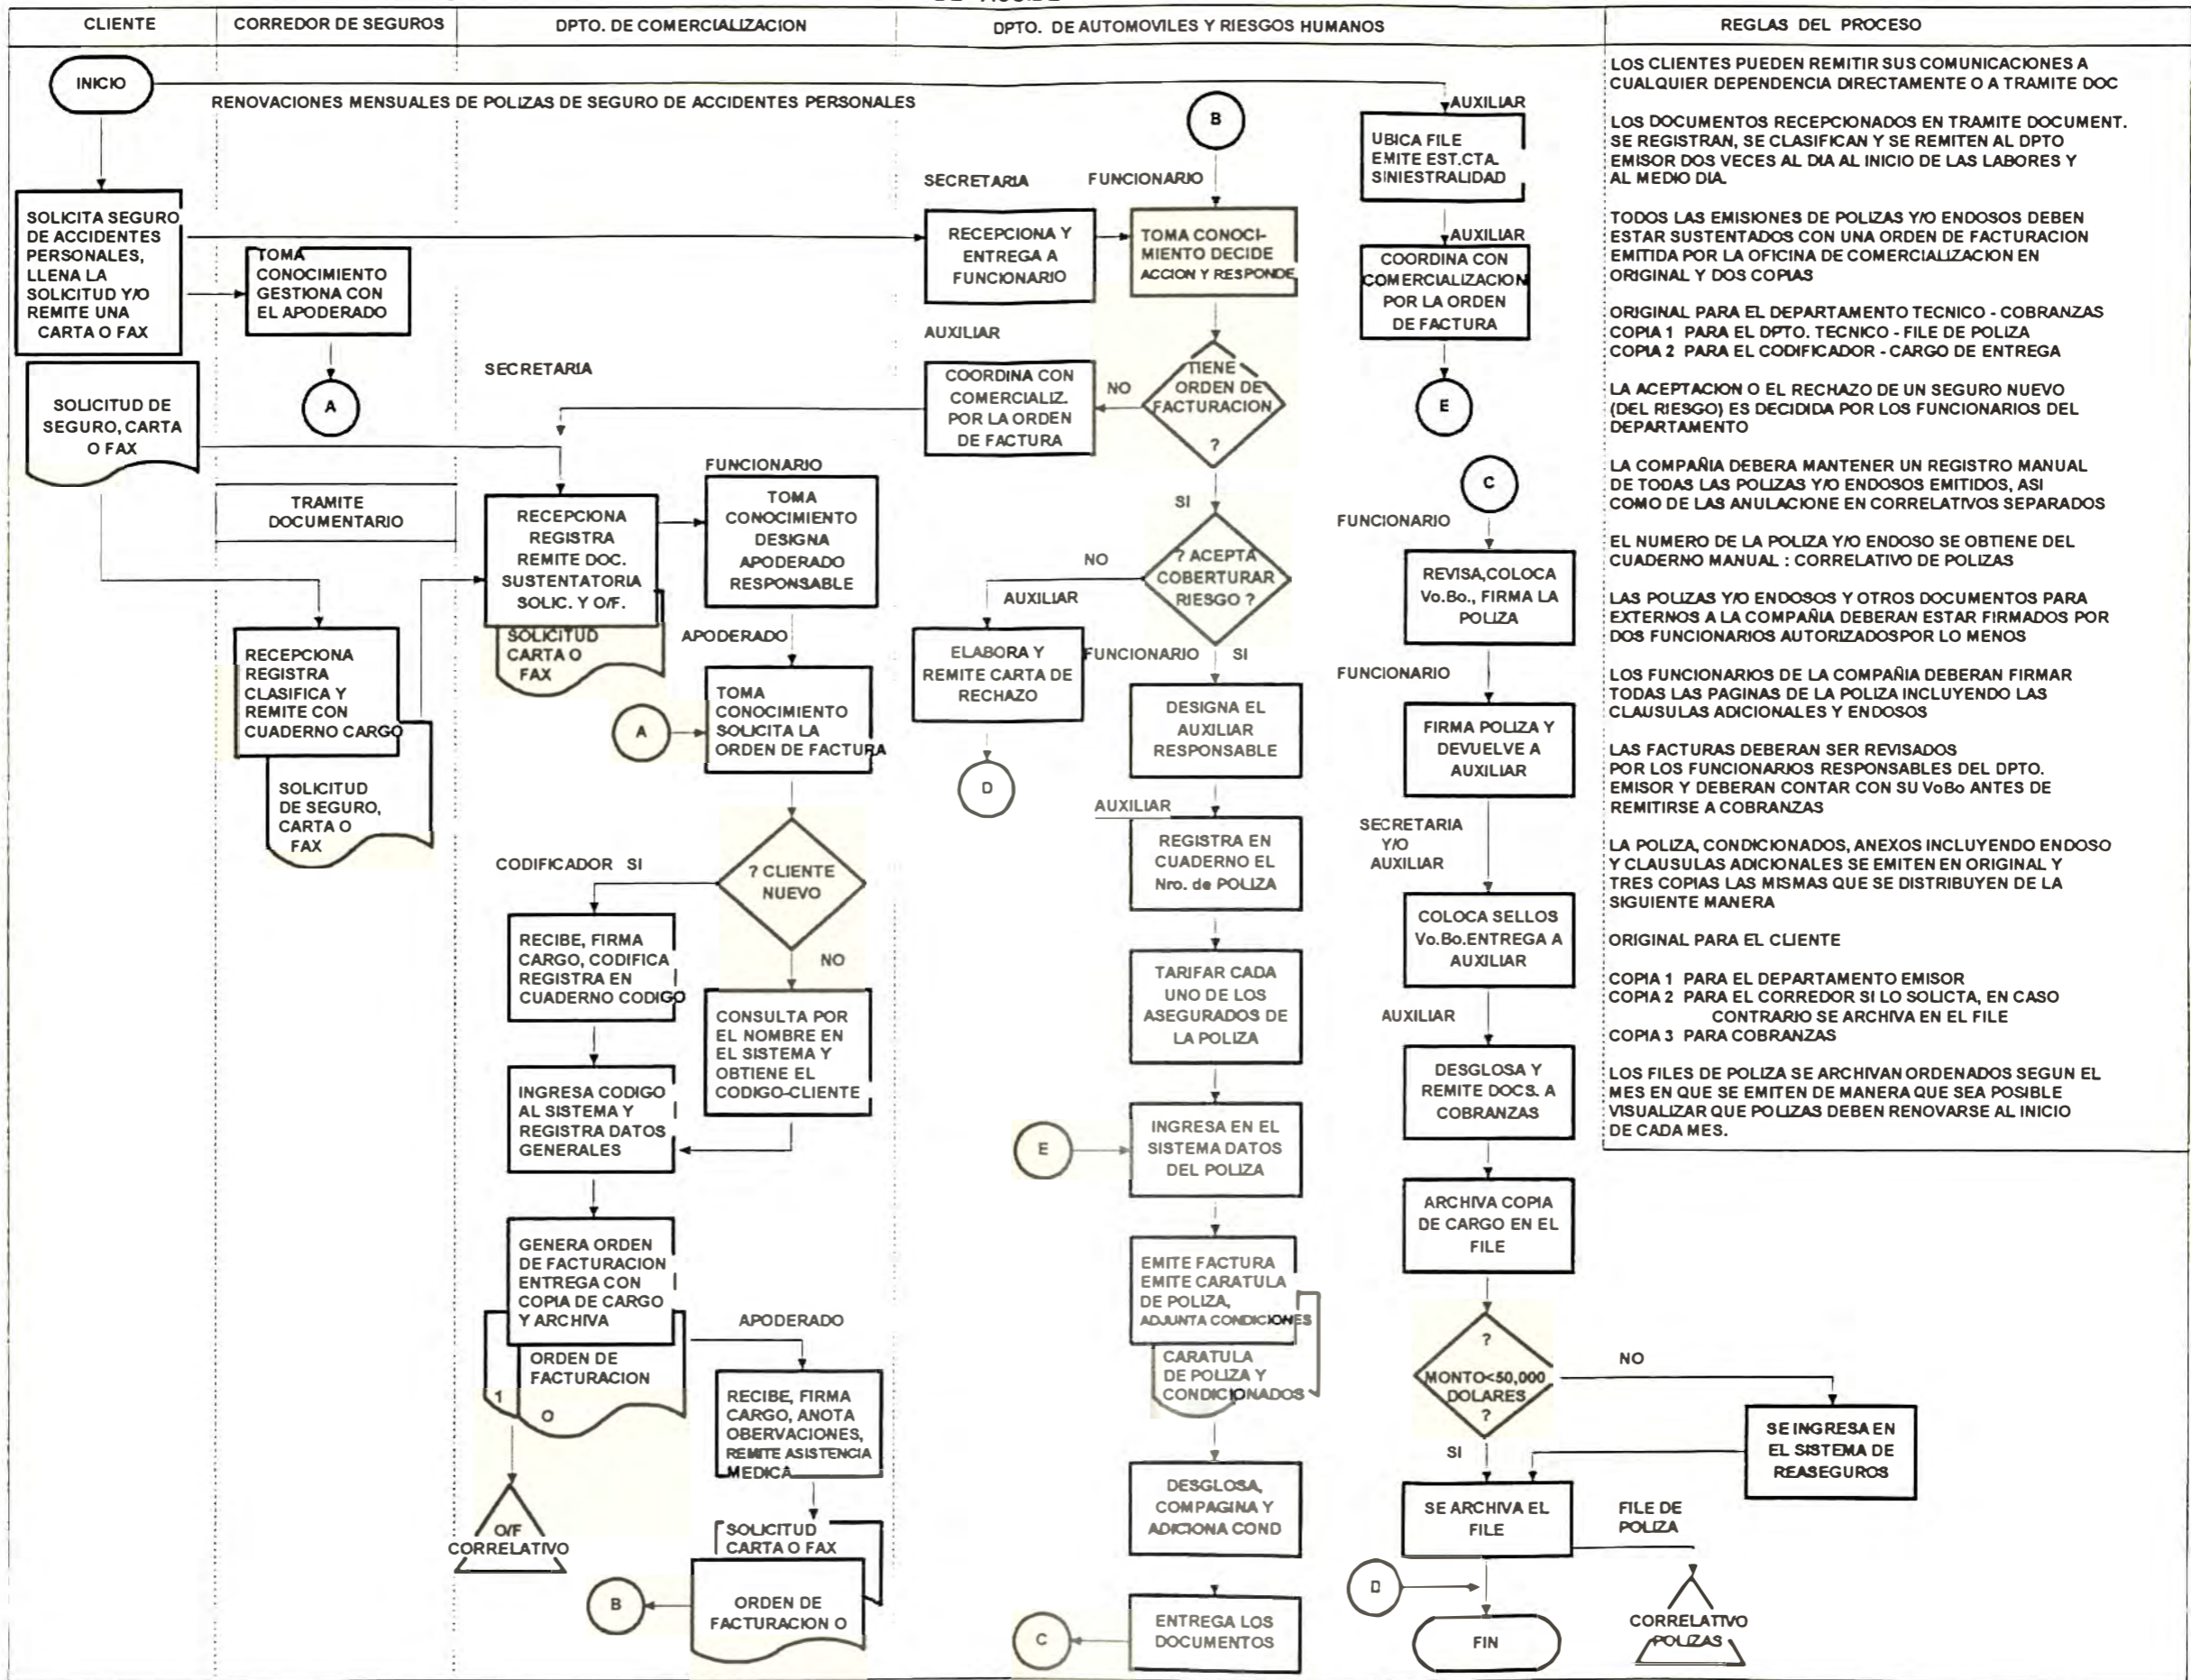 CLIENTE
CORREDOR DE SEGUROS
DPTO. DE COMERCIALIZACION
DPTO. DE AUTOMOVILES Y RIESGOS HUMANOS
REGLAS DEL PROCESO
INICIO
RENOVACIONES MENSUALES DE POLIZAS DE SEGURO DE ACCIDENTES PERSONALES
SOLICITA SEGURO
DE ACCIDENTES
PERSONALES,
LLENA LA
SOLICITUD Y/O
REMITE UNA
CARTA O FAX
SOLICITUD DE
SEGURO, CARTA
O FAX
TOMA
CONOCIMIENTO
GESTIONA CON
EL APODERADO
A
TRAMITE
DOCUMENTARIO
RECEPCIONA
REGISTRA
CLASIFICA Y
REMITE CON
CUADERNO CARGO
SOLICITUD
DE SEGURO,
CARTA O
FAX
SECRETARIA
RECEPCIONA
REGISTRA
REMITE DOC.
SUSTENTATORIA
SOLIC. Y O/F.
SOLICITUD
CARTA O
FAX
FUNCIONARIO
TOMA
CONOCIMIENTO
DESIGNA
APODERADO
RESPONSABLE
APODERADO
TOMA
CONOCIMIENTO
SOLICITA LA
ORDEN DE FACTURA
A
? CLIENTE
NUEVO
CODIFICADOR SI
NO
RECIBE, FIRMA
CARGO, CODIFICA
REGISTRA EN
CUADERNO CODIGO
CONSULTA POR
EL NOMBRE EN
EL SISTEMA Y
OBTIENE EL
CODIGO-CLIENTE
INGRESA CODIGO
AL SISTEMA Y
REGISTRA DATOS
GENERALES
GENERA ORDEN
DE FACTURACION
ENTREGA CON
COPIA DE CARGO
Y ARCHIVA
ORDEN DE
FACTURACION
1
O
O/F
CORRELATIVO
APODERADO
RECIBE, FIRMA
CARGO, ANOTA
OBERVACIONES,
REMITE ASISTENCIA
MEDICA
SOLICITUD
CARTA O FAX
ORDEN DE
FACTURACION O
B
B
SECRETARIA
RECEPCIONA Y
ENTREGA A
FUNCIONARIO
FUNCIONARIO
TOMA CONOCI-
MIENTO DECIDE
ACCION Y RESPONDE
AUXILIAR
COORDINA CON
COMERCIALIZ.
POR LA ORDEN
DE FACTURA
NO
TIENE
ORDEN DE
FACTURACION
?
SI
? ACEPTA
COBERTURAR
RIESGO ?
NO
AUXILIAR
ELABORA Y
REMITE CARTA DE
RECHAZO
D
FUNCIONARIO
SI
DESIGNA EL
AUXILIAR
RESPONSABLE
AUXILIAR
REGISTRA EN
CUADERNO EL
Nro. de POLIZA
TARIFAR CADA
UNO DE LOS
ASEGURADOS DE
LA POLIZA
E
INGRESA EN EL
SISTEMA DATOS
DEL POLIZA
EMITE FACTURA
EMITE CARATULA
DE POLIZA,
ADJUNTA CONDICIONES
CARATULA
DE POLIZA Y
CONDICIONADOS
DESGLOSA,
COMPAGINA Y
ADICIONA COND
ENTREGA LOS
DOCUMENTOS
C
AUXILIAR
UBICA FILE
EMITE EST.CTA.
SINIESTRALIDAD
AUXILIAR
COORDINA CON
COMERCIALIZACION
POR LA ORDEN
DE FACTURA
E
C
FUNCIONARIO
REVISA,COLOCA
Vo.Bo., FIRMA LA
POLIZA
FUNCIONARIO
FIRMA POLIZA Y
DEVUELVE A
AUXILIAR
SECRETARIA
Y/O
AUXILIAR
COLOCA SELLOS
Vo.Bo.ENTREGA A
AUXILIAR
AUXILIAR
DESGLOSA Y
REMITE DOCS. A
COBRANZAS
ARCHIVA COPIA
DE CARGO EN EL
FILE
?
MONTO<50,000
DOLARES
?
NO
SI
SE INGRESA EN
EL SISTEMA DE
REASEGUROS
SE ARCHIVA EL
FILE
FILE DE
POLIZA
CORRELATIVO
POLIZAS
D
FIN
LOS CLIENTES PUEDEN REMITIR SUS COMUNICACIONES A
CUALQUIER DEPENDENCIA DIRECTAMENTE O A TRAMITE DOC
LOS DOCUMENTOS RECEPCIONADOS EN TRAMITE DOCUMENT.
SE REGISTRAN, SE CLASIFICAN Y SE REMITEN AL DPTO
EMISOR DOS VECES AL DIA AL INICIO DE LAS LABORES Y
AL MEDIO DIA.
TODOS LAS EMISIONES DE POLIZAS Y/O ENDOSOS DEBEN
ESTAR SUSTENTADOS CON UNA ORDEN DE FACTURACION
EMITIDA POR LA OFICINA DE COMERCIALIZACION EN
ORIGINAL Y DOS COPIAS
ORIGINAL PARA EL DEPARTAMENTO TECNICO - COBRANZAS
COPIA 1 PARA EL DPTO. TECNICO - FILE DE POLIZA
COPIA 2 PARA EL CODIFICADOR - CARGO DE ENTREGA
LA ACEPTACION O EL RECHAZO DE UN SEGURO NUEVO
(DEL RIESGO) ES DECIDIDA POR LOS FUNCIONARIOS DEL
DEPARTAMENTO
LA COMPAÑIA DEBERA MANTENER UN REGISTRO MANUAL
DE TODAS LAS POLIZAS Y/O ENDOSOS EMITIDOS, ASI
COMO DE LAS ANULACIONE EN CORRELATIVOS SEPARADOS
EL NUMERO DE LA POLIZA Y/O ENDOSO SE OBTIENE DEL
CUADERNO MANUAL : CORRELATIVO DE POLIZAS
LAS POLIZAS Y/O ENDOSOS Y OTROS DOCUMENTOS PARA
EXTERNOS A LA COMPAÑIA DEBERAN ESTAR FIRMADOS POR
DOS FUNCIONARIOS AUTORIZADOSPOR LO MENOS
LOS FUNCIONARIOS DE LA COMPAÑIA DEBERAN FIRMAR
TODAS LAS PAGINAS DE LA POLIZA INCLUYENDO LAS
CLAUSULAS ADICIONALES Y ENDOSOS
LAS FACTURAS DEBERAN SER REVISADOS
POR LOS FUNCIONARIOS RESPONSABLES DEL DPTO.
EMISOR Y DEBERAN CONTAR CON SU VoBo ANTES DE
REMITIRSE A COBRANZAS
LA POLIZA, CONDICIONADOS, ANEXOS INCLUYENDO ENDOSO
Y CLAUSULAS ADICIONALES SE EMITEN EN ORIGINAL Y
TRES COPIAS LAS MISMAS QUE SE DISTRIBUYEN DE LA
SIGUIENTE MANERA
ORIGINAL PARA EL CLIENTE
COPIA 1 PARA EL DEPARTAMENTO EMISOR
COPIA 2 PARA EL CORREDOR SI LO SOLICTA, EN CASO
CONTRARIO SE ARCHIVA EN EL FILE
COPIA 3 PARA COBRANZAS
LOS FILES DE POLIZA SE ARCHIVAN ORDENADOS SEGUN EL
MES EN QUE SE EMITEN DE MANERA QUE SEA POSIBLE
VISUALIZAR QUE POLIZAS DEBEN RENOVARSE AL INICIO
DE CADA MES.